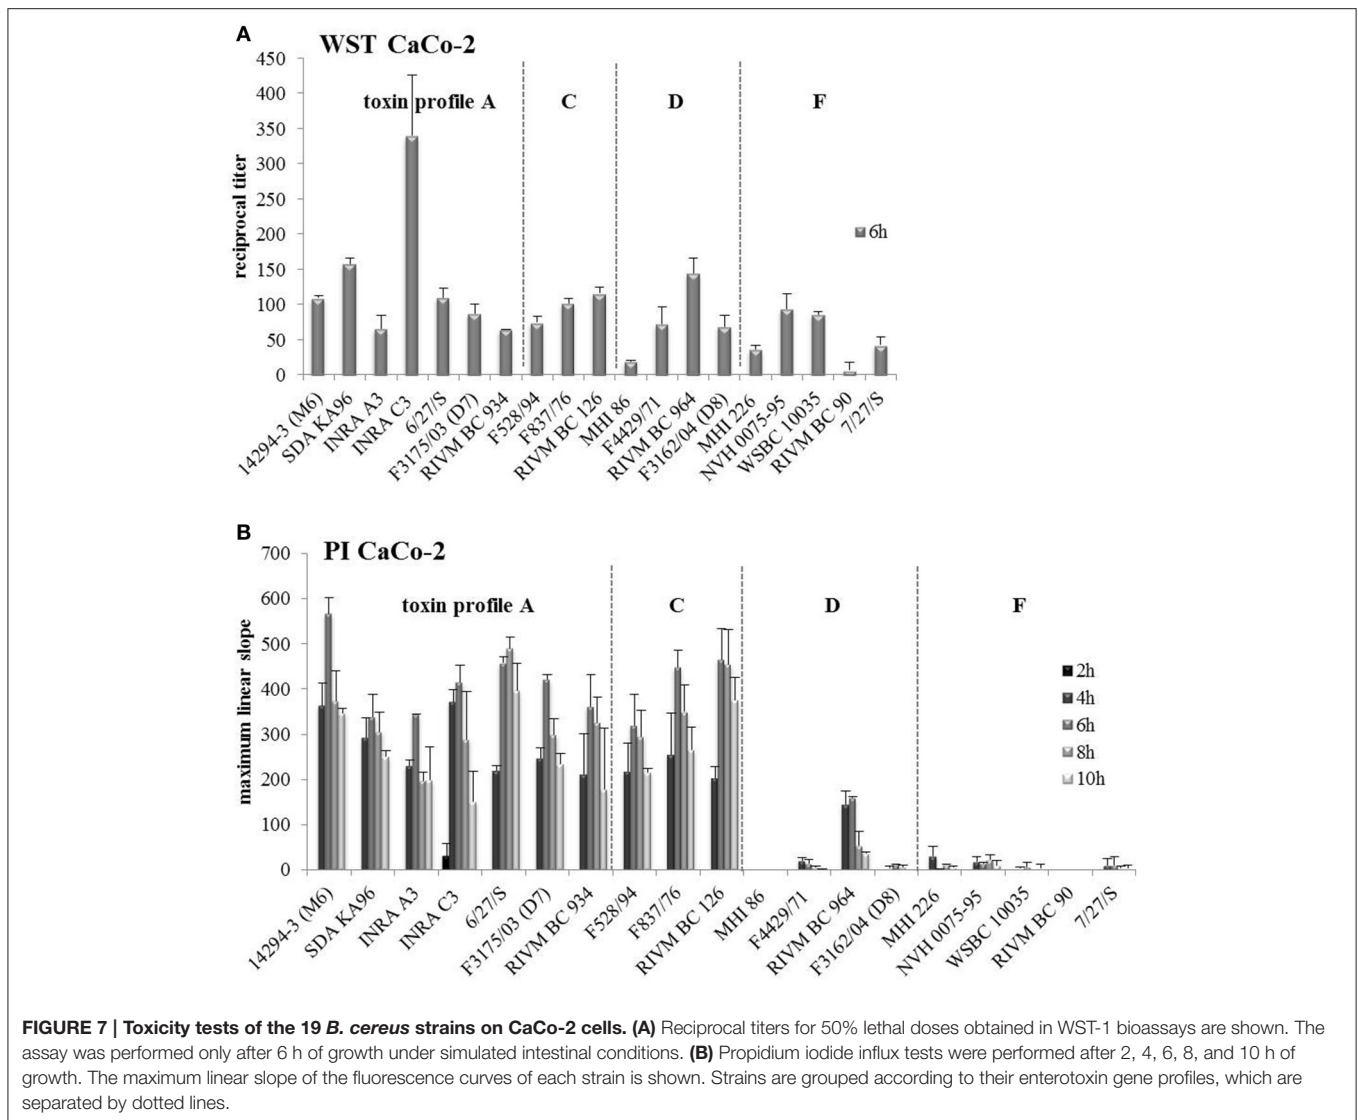 A
WST CaCo-2
450
400
350
300
250
200
150
100
50
0
reciprocal titer
toxin profile A
C
D
F
6h
14294-3 (M6)
SDA KA96
INRA A3
INRA C3
6/27/S
F3175/03 (D7)
RIVM BC 934
F528/94
F837/76
RIVM BC 126
MHI 86
F4429/71
RIVM BC 964
F3162/04 (D8)
MHI 226
NVH 0075-95
WSBC 10035
RIVM BC 90
7/27/S
B
PI CaCo-2
700
600
500
400
300
200
100
0
maximum linear slope
toxin profile A
C
D
F
2h
4h
6h
8h
10h
14294-3 (M6)
SDA KA96
INRA A3
INRA C3
6/27/S
F3175/03 (D7)
RIVM BC 934
F528/94
F837/76
RIVM BC 126
MHI 86
F4429/71
RIVM BC 964
F3162/04 (D8)
MHI 226
NVH 0075-95
WSBC 10035
RIVM BC 90
7/27/S
FIGURE 7 | Toxicity tests of the 19 B. cereus strains on CaCo-2 cells. (A) Reciprocal titers for 50% lethal doses obtained in WST-1 bioassays are shown. The
assay was performed only after 6 h of growth under simulated intestinal conditions. (B) Propidium iodide influx tests were performed after 2, 4, 6, 8, and 10 h of
growth. The maximum linear slope of the fluorescence curves of each strain is shown. Strains are grouped according to their enterotoxin gene profiles, which are
separated by dotted lines.